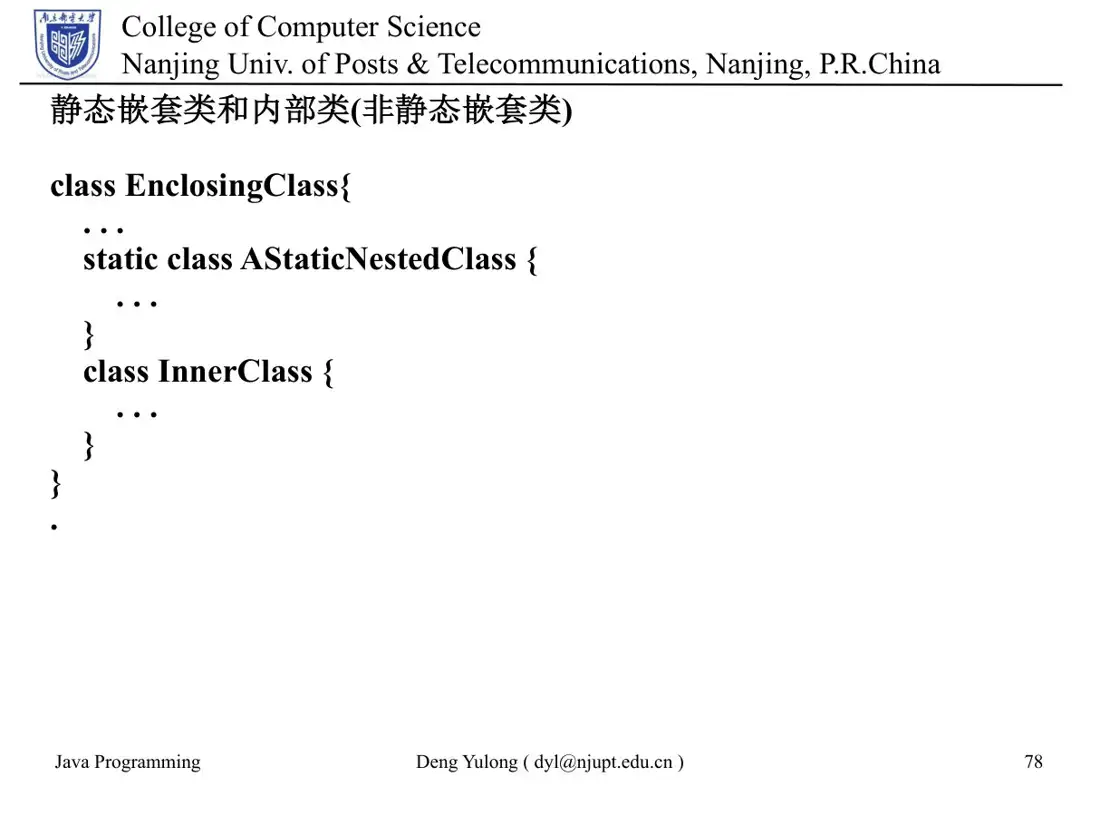 College of Computer Science
Nanjing Univ. of Posts & Telecommunications, Nanjing, P.R.China
静态嵌套类和内部类(非静态嵌套类)
class EnclosingClass{
. . .
static class AStaticNestedClass {
. . .
}
class InnerClass {
. . .
}
}
.
Java Programming
Deng Yulong ( dyl@njupt.edu.cn )
78